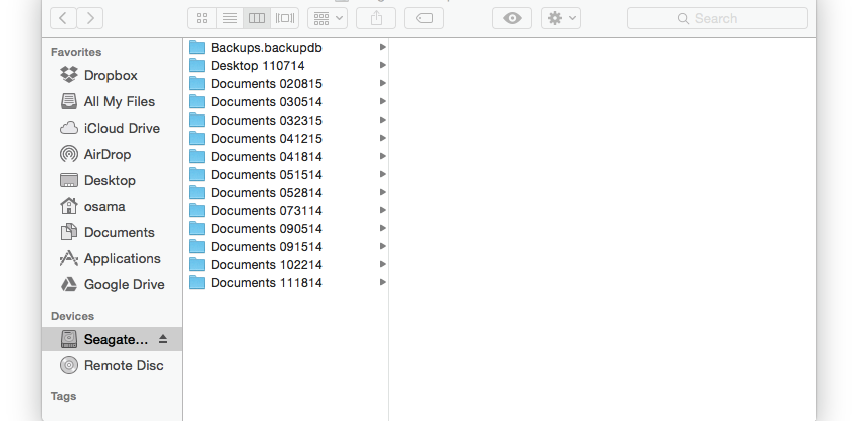 Search
Favorites
Dropbox
All My Files
iCloud Drive
AirDrop
Desktop
osama
Documents
Applications
Google Drive
Devices
Seagate...
Remote Disc
Tags
Backups.backupdb
Desktop 110714
Documents 020815
Documents 030514
Documents 032315
Documents 041215
Documents 041814
Documents 051514
Documents 052814
Documents 073114
Documents 090514
Documents 091514
Documents 102214
Documents 111814